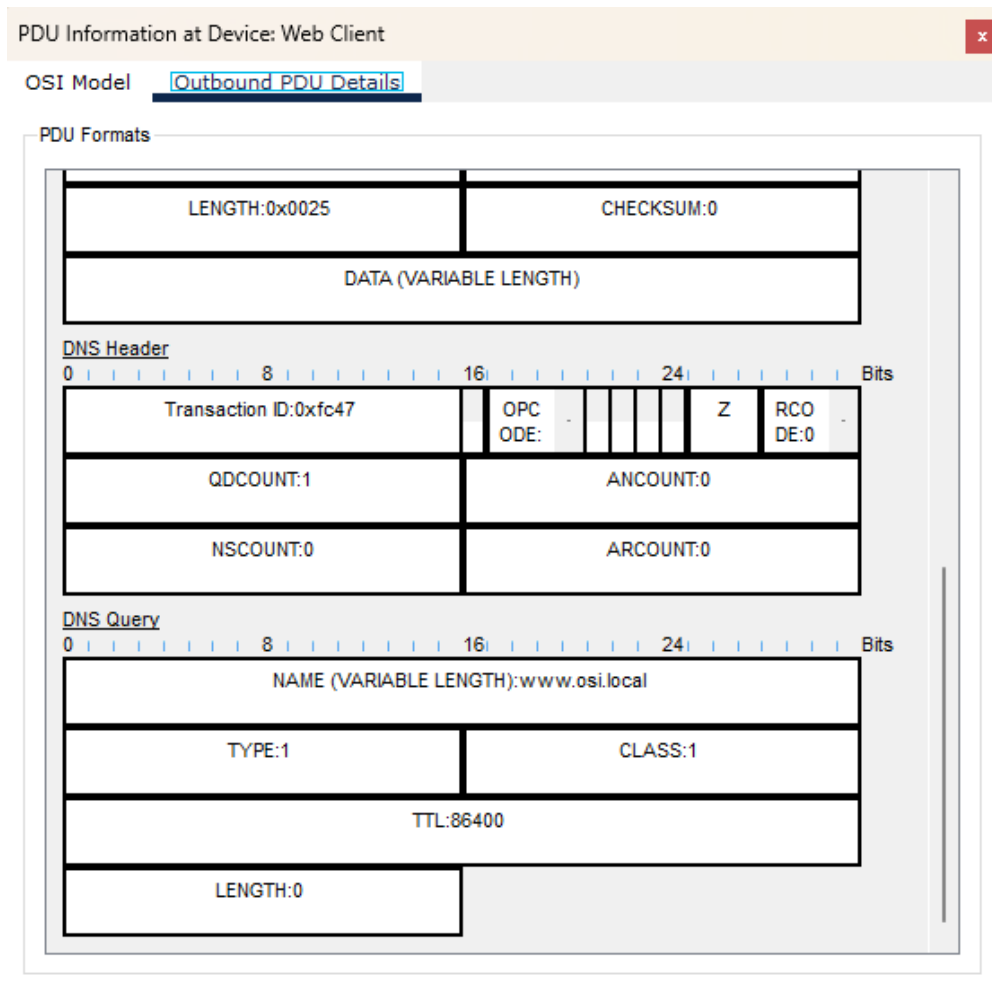 PDU Information at Device: Web Client
x
OSI Model Outbound PDU Details
PDU Formats
LENGTH:0x0025 CHECKSUM:0
DATA (VARIABLE LENGTH)
DNS Header
0 8 16 24 Bits
Transaction ID:0xfc47 OPC Z RCO
ODE: DE:0
QDCOUNT:1 ANCOUNT:0
NSCOUNT:0 ARCOUNT:0
DNS Query
0 8 16 24 Bits
NAME (VARIABLE LENGTH):www.osi.local
TYPE:1 CLASS:1
TTL:86400
LENGTH:0